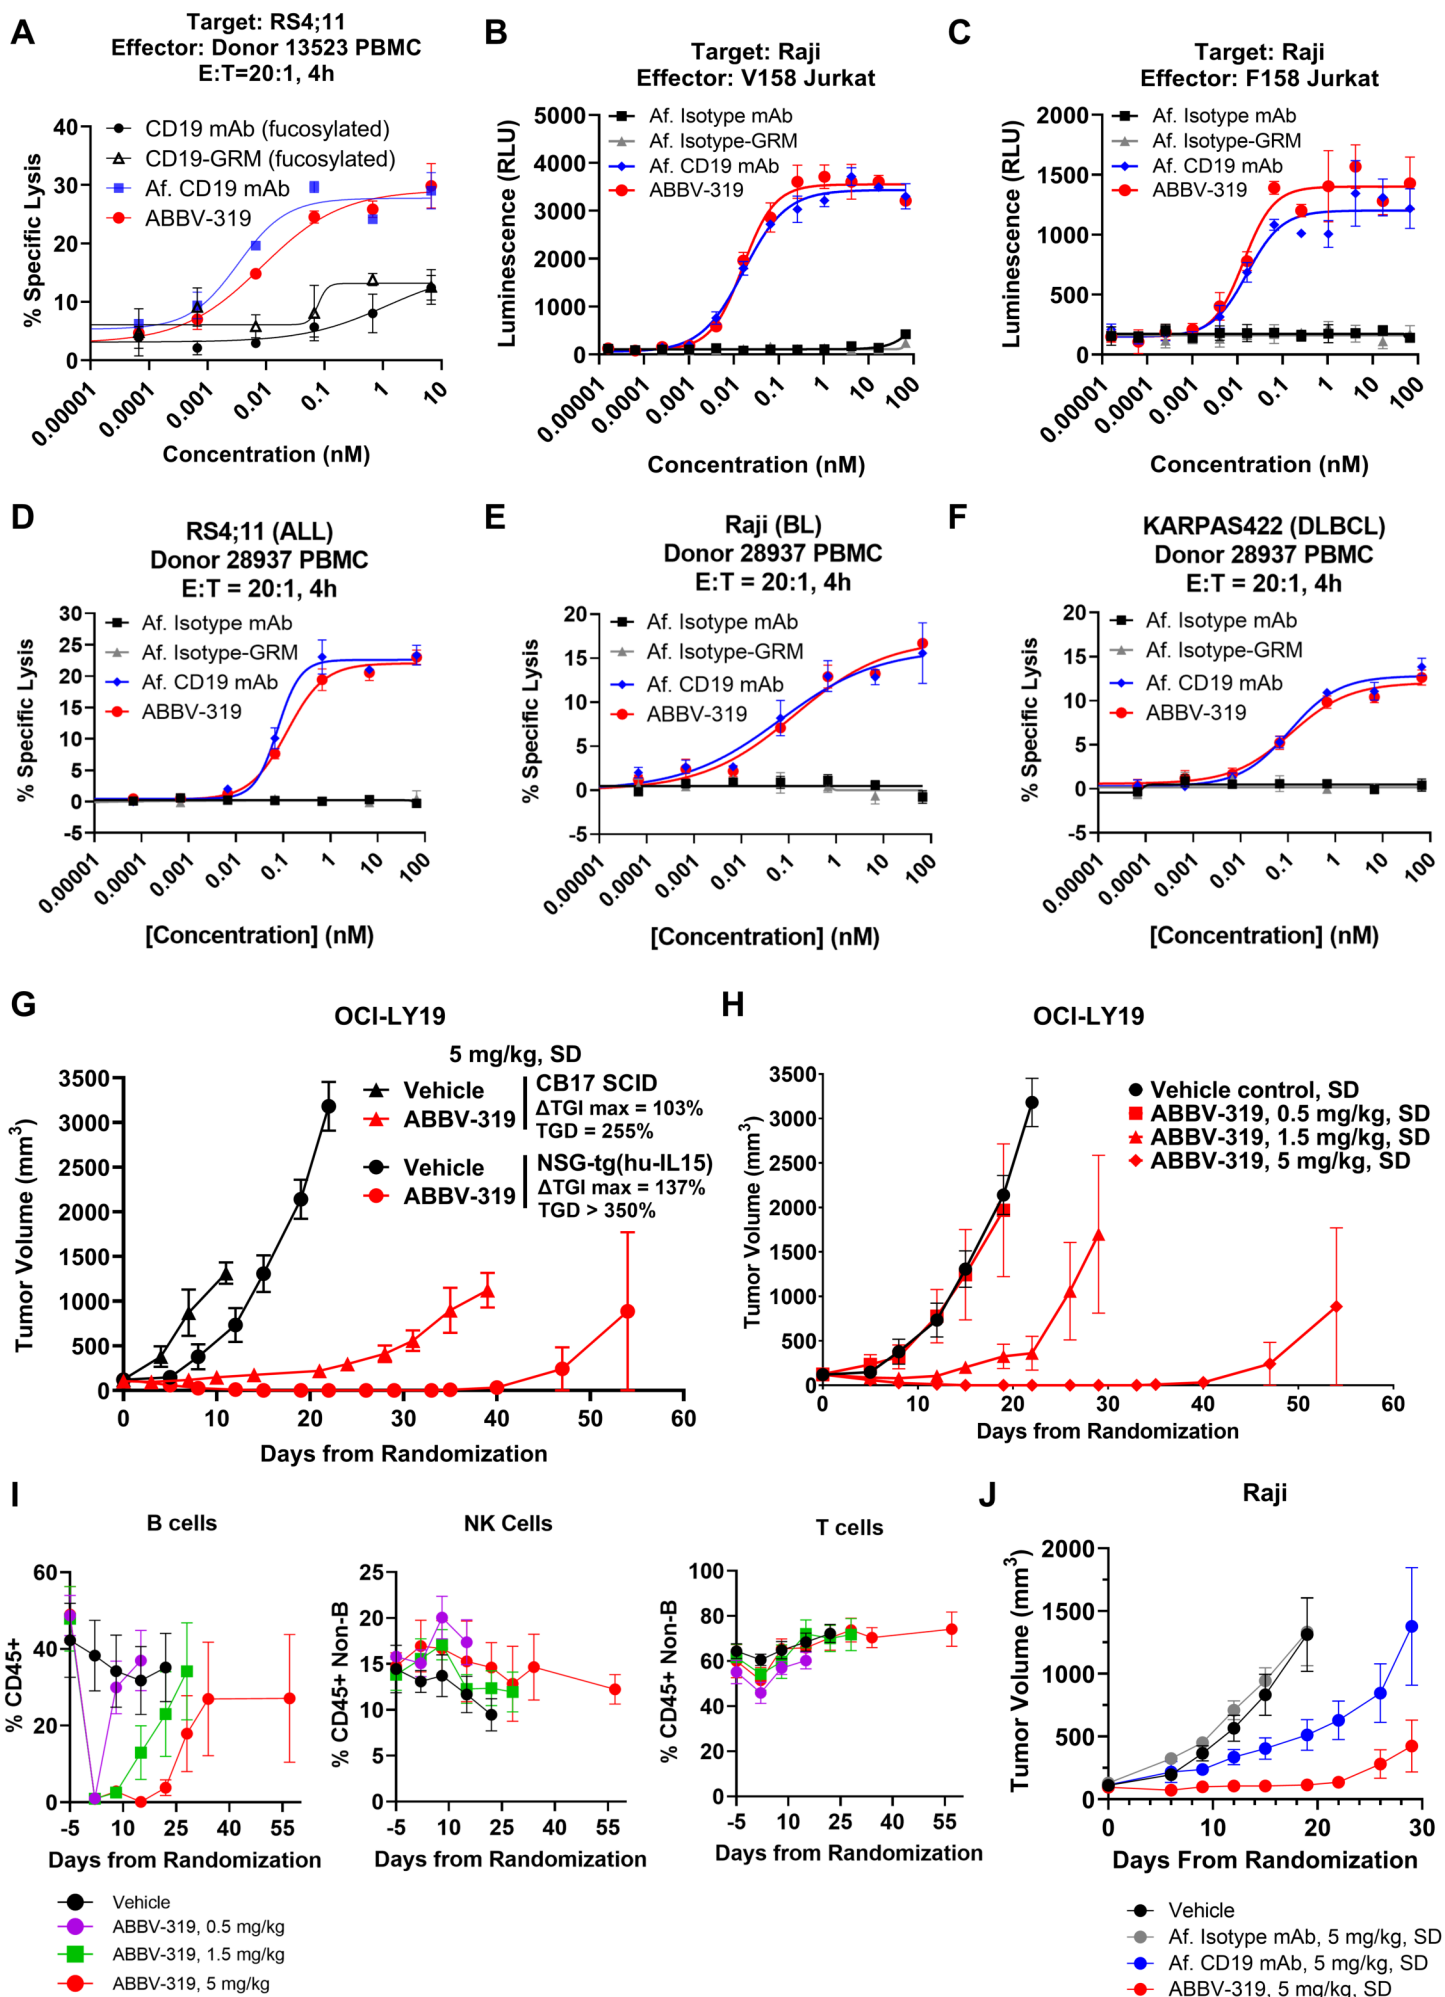 A
Target: RS4;11
Effector: Donor 13523 PBMC
E:T=20:1, 4h
CD19 mAb (fucosylated)
CD19-GRM (fucosylated)
Af. CD19 mAb
ABBV-319
% Specific Lysis
40
30
20
10
0
0.00001
0.0001
0.001
0.01
0.1
1
10
Concentration (nM)
B
Target: Raji
Effector: V158 Jurkat
Af. Isotype mAb
Af. Isotype-GRM
Af. CD19 mAb
ABBV-319
Luminescence (RLU)
5000
4000
3000
2000
1000
0
0.00001
0.0001
0.001
0.01
0.1
1
10
100
Concentration (nM)
C
Target: Raji
Effector: F158 Jurkat
Af. Isotype mAb
Af. Isotype-GRM
Af. CD19 mAb
ABBV-319
Luminescence (RLU)
2000
1500
1000
500
0
0.00001
0.0001
0.001
0.01
0.1
1
10
100
Concentration (nM)
D
RS4;11 (ALL)
Donor 28937 PBMC
E:T = 20:1, 4h
Af. Isotype mAb
Af. Isotype-GRM
Af. CD19 mAb
ABBV-319
% Specific Lysis
30
25
20
15
10
5
0
-5
0.00001
0.0001
0.001
0.01
0.1
1
10
100
[Concentration] (nM)
E
Raji (BL)
Donor 28937 PBMC
E:T = 20:1, 4h
Af. Isotype mAb
Af. Isotype-GRM
Af. CD19 mAb
ABBV-319
% Specific Lysis
20
15
10
5
0
-5
0.00001
0.0001
0.001
0.01
0.1
1
10
100
[Concentration] (nM)
F
KARPAS422 (DLBCL)
Donor 28937 PBMC
E:T = 20:1, 4h
Af. Isotype mAb
Af. Isotype-GRM
Af. CD19 mAb
ABBV-319
% Specific Lysis
20
15
10
5
0
-5
0.00001
0.0001
0.001
0.01
0.1
1
10
100
[Concentration] (nM)
G
OCI-LY19
5 mg/kg, SD
Vehicle
ABBV-319
CB17 SCID
ΔTGI max = 103%
TGD = 255%
Vehicle
ABBV-319
NSG-tg(hu-IL15)
ΔTGI max = 137%
TGD > 350%
Tumor Volume (mm³)
3500
3000
2500
2000
1500
1000
500
0
0
10
20
30
40
50
60
Days from Randomization
H
OCI-LY19
Vehicle control, SD
ABBV-319, 0.5 mg/kg, SD
ABBV-319, 1.5 mg/kg, SD
ABBV-319, 5 mg/kg, SD
Tumor Volume (mm³)
3500
3000
2500
2000
1500
1000
500
0
0
10
20
30
40
50
60
Days from Randomization
I
B cells
% CD45+
60
40
20
0
-5
10
25
40
55
Days from Randomization
NK Cells
% CD45+ Non-B
25
20
15
10
5
0
-5
10
25
40
55
Days from Randomization
T cells
% CD45+ Non-B
100
80
60
40
20
0
-5
10
25
40
55
Days from Randomization
Vehicle
ABBV-319, 0.5 mg/kg
ABBV-319, 1.5 mg/kg
ABBV-319, 5 mg/kg
J
Raji
Tumor Volume (mm³)
2000
1500
1000
500
0
0
10
20
30
Days From Randomization
Vehicle
Af. Isotype mAb, 5 mg/kg, SD
Af. CD19 mAb, 5 mg/kg, SD
ABBV-319, 5 mg/kg, SD